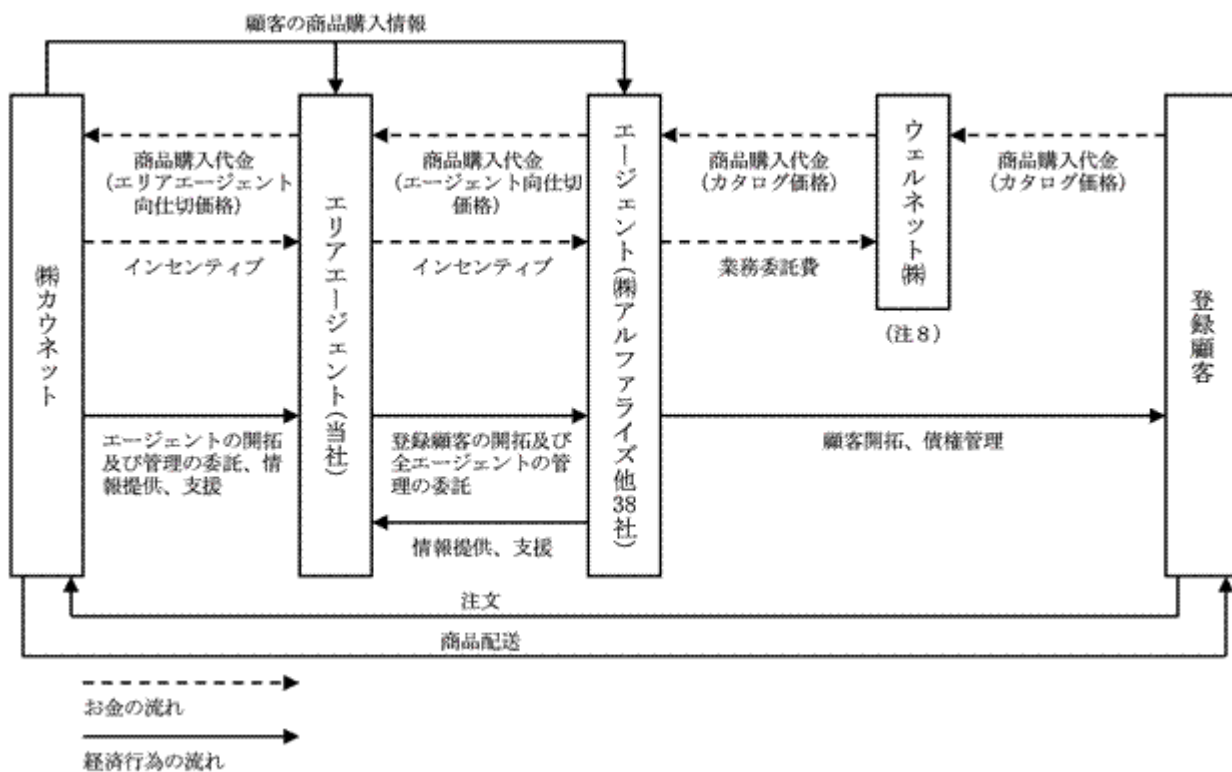 顧客の商品購入情報
㈱カウネット
商品購入代金
（エリアエージェント
向仕切価格）
インセンティブ
エージェントの開拓
及び管理の委託、情
報提供、支援
エリアエージェント（当社）
商品購入代金
（エージェント向仕切
価格）
インセンティブ
登録顧客の開拓及び
全エージェントの管
理の委託
情報提供、支援
エージェント（㈱アルファライズ他38社）
商品購入代金
（カタログ価格）
業務委託費
ウェルネット㈱
（注８）
商品購入代金
（カタログ価格）
顧客開拓、債権管理
登録顧客
注文
商品配送
お金の流れ
経済行為の流れ